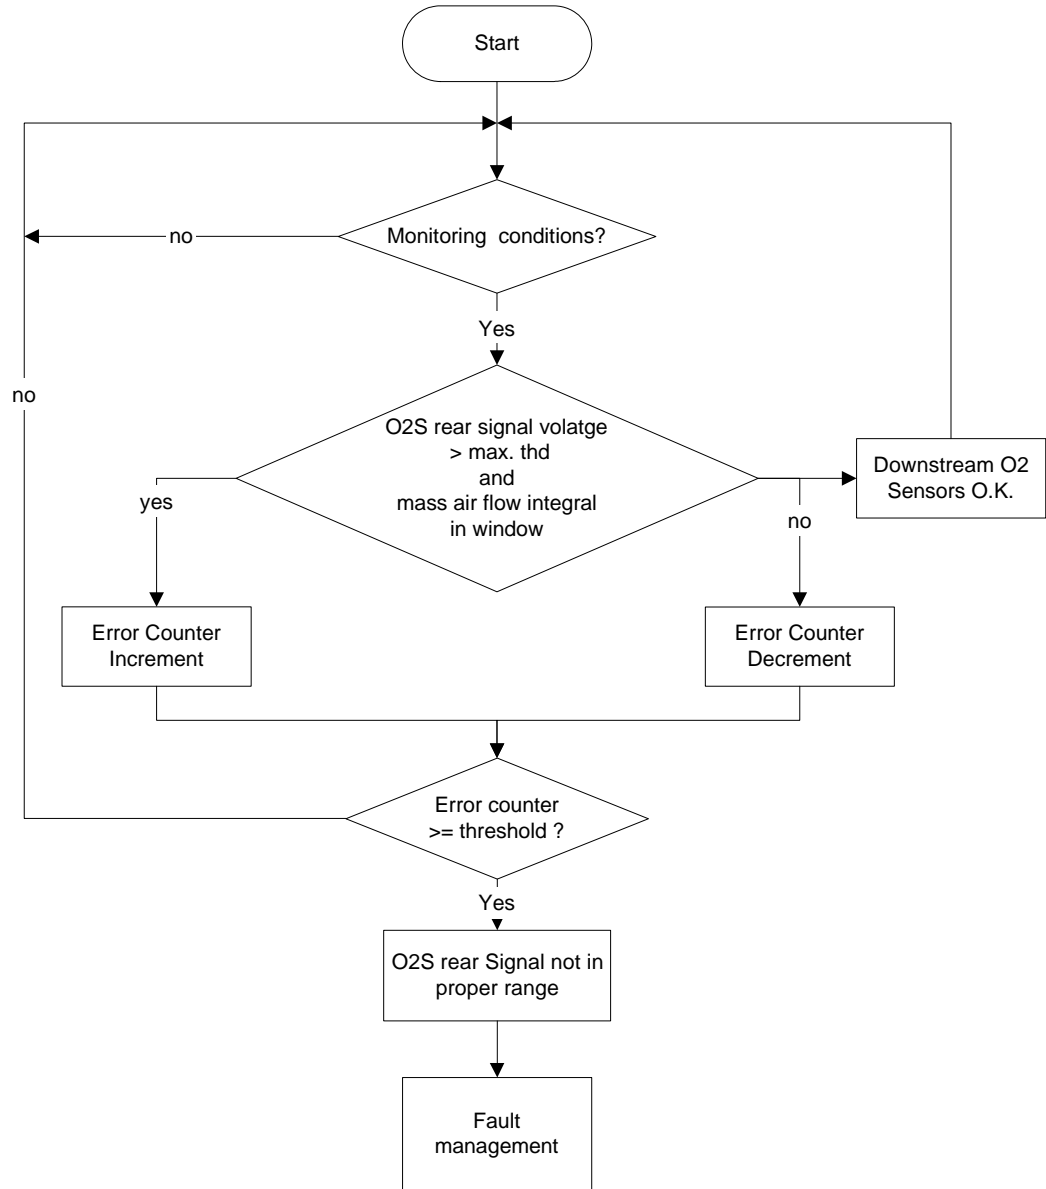 Start
Monitoring conditions?
no
Yes
no
O2S rear signal volatge
> max. thd
and
mass air flow integral
in window
Downstream O2
Sensors O.K.
yes
no
Error Counter
Increment
Error Counter
Decrement
Error counter
>= threshold ?
Yes
O2S rear Signal not in
proper range
Fault
management